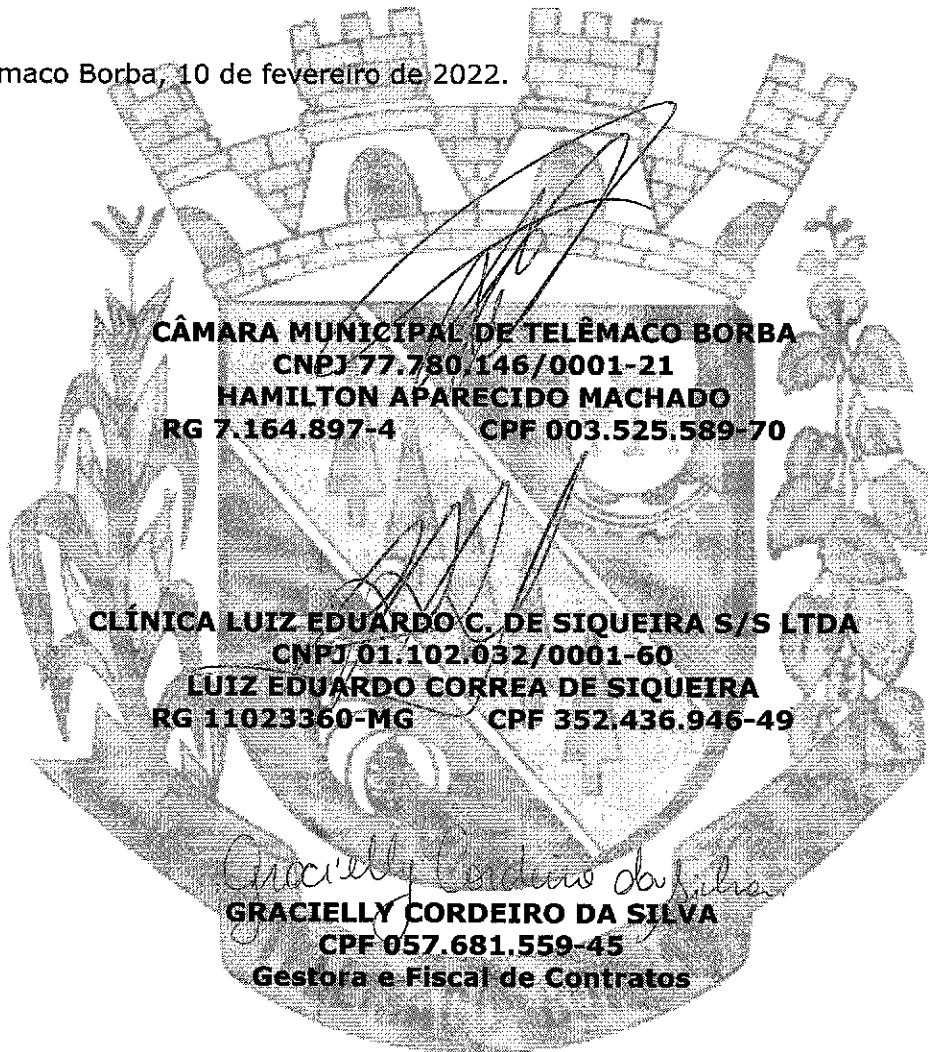 maco Borba, 10 de fevereiro de 2022.
CÂMARA MUNICIPAL DE TELÊMACO BORBA
CNPJ 77.780.146/0001-21
HAMILTON APARECIDO MACHADO
RG 7.164.897-4 CPF 003.525.589-70
CLÍNICA LUIZ EDUARDO C. DE SIQUEIRA S/S LTDA
CNPJ 01.102.032/0001-60
LUIZ EDUARDO CORREA DE SIQUEIRA
RG 11023360-MG CPF 352.436.946-49
Gracielly Cordeiro da Silva
GRACIELLY CORDEIRO DA SILVA
CPF 057.681.559-45
Gestora e Fiscal de Contratos